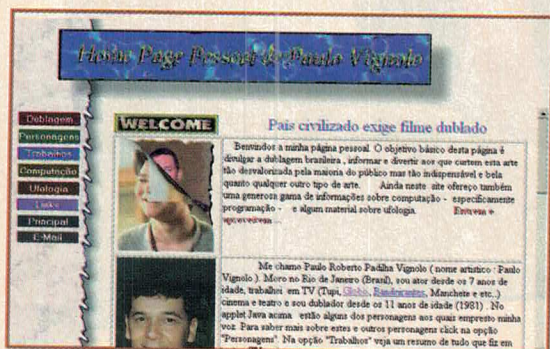 Home Page Pessoal de Paulo Vignolo
Dublagem
Personagens
Trabalhos
Computação
Ufologia
Links
Principal
E-Mail
WELCOME
País civilizado exige filme dublado
Benvindos a minha página pessoal. O objetivo básico desta página é
divulgar a dublagem brasileira , informar e divertir aos que curtem esta arte
tão desvalorizada pela maioria do público mas tão indispensável e bela
quanto qualquer outro tipo de arte. Ainda neste site ofereço também
uma generosa gama de informações sobre computação - especificamente
programação - e algum material sobre ufologia. Entrem e
aproveitem ...
Me chamo Paulo Roberto Padilha Vignolo ( nome artístico : Paulo
Vignolo ). Moro no Rio de Janeiro (Brasil), sou ator desde os 7 anos de
idade, trabalhei em TV (Tupi, Globo, Bandeirantes, Manchete e etc..)
cinema e teatro e sou dublador desde os 11 anos de idade (1981) . No
applet Java acima estão alguns dos personagens aos quais empresto minha
voz. Para saber mais sobre estes e outros personagens click na opção
"Personagens". Na opção "Trabalhos" veja um resumo de tudo que fiz em